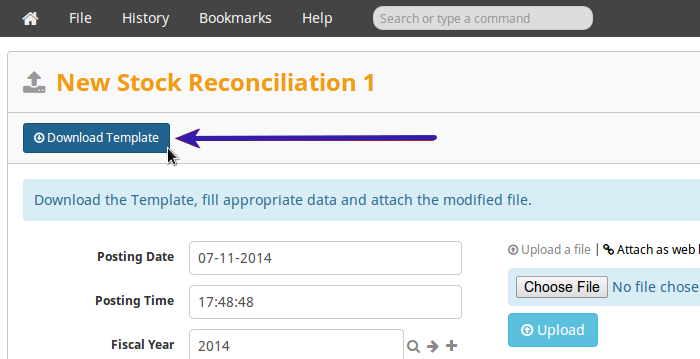 File History Bookmarks Help Search or type a command
New Stock Reconciliation 1
Download Template
Download the Template, fill appropriate data and attach the modified file.
Posting Date 07-11-2014
Upload a file | Attach as web
Posting Time 17:48:48
Choose File No file chose
Fiscal Year 2014
Upload